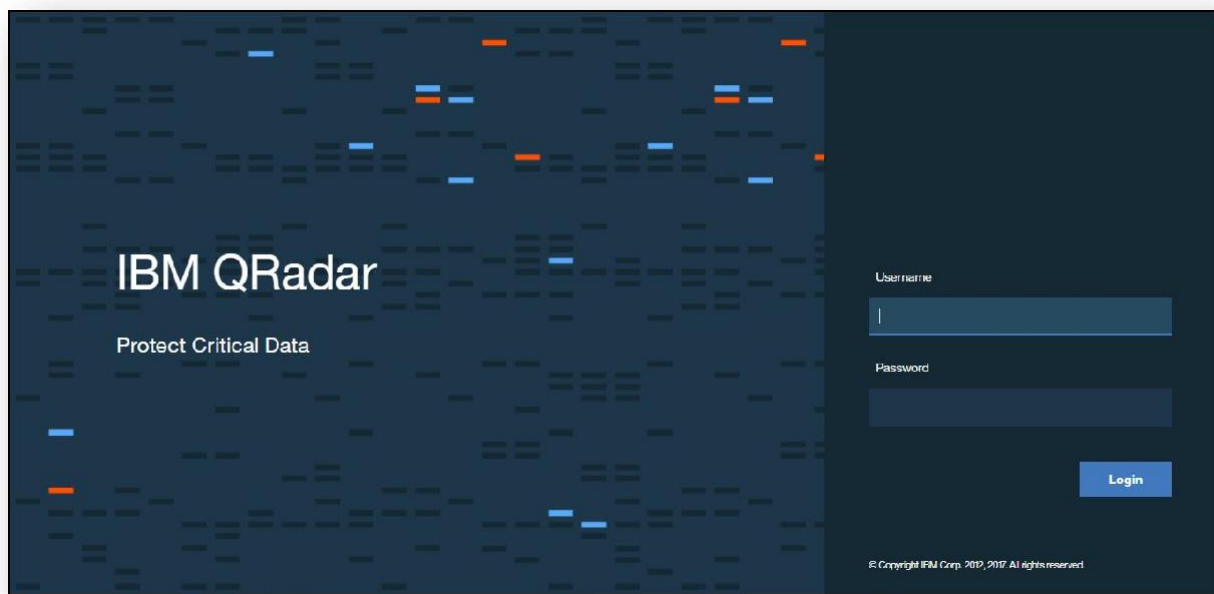 IBM QRadar
Protect Critical Data
Username
Password
Login
© Copyright IBM Corp. 2012, 2017. All rights reserved.